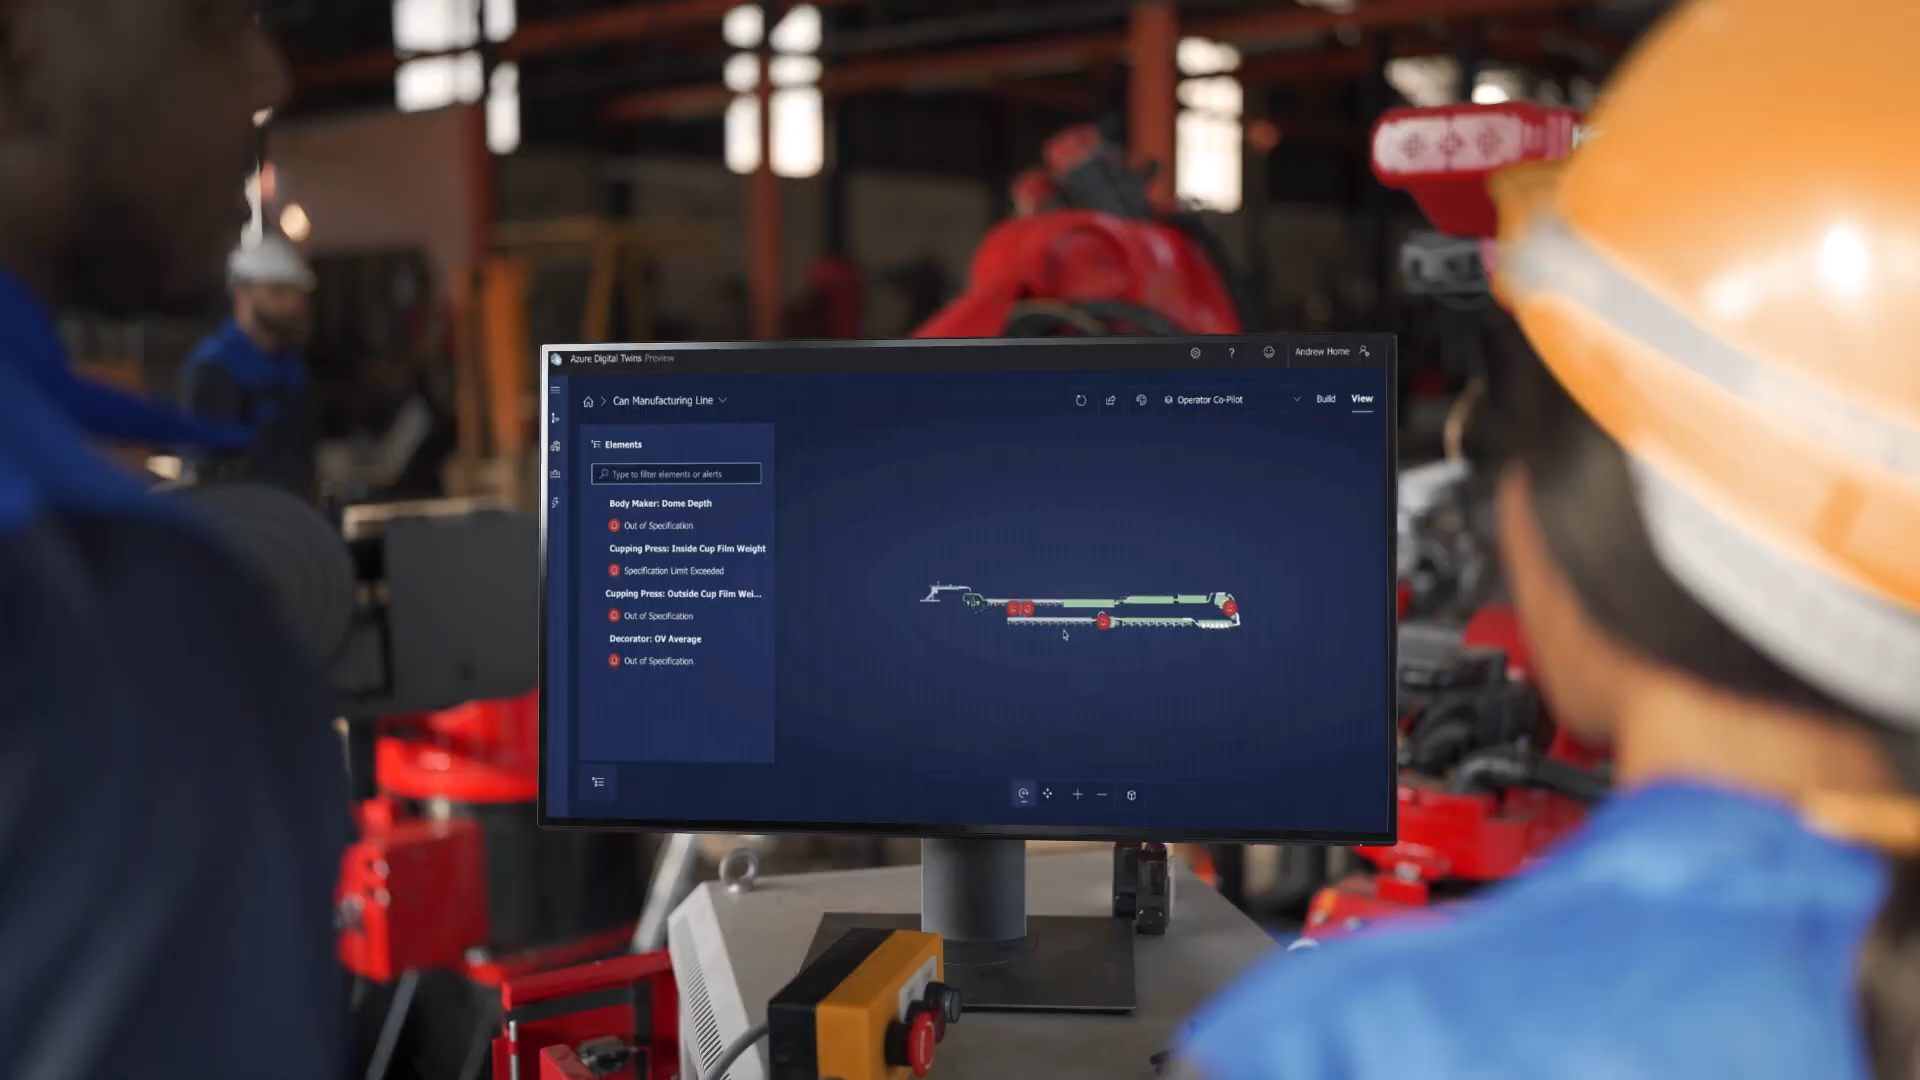 Azure Digital Twins Preview
? Andrew Home
Can Manufacturing Line
Operator Co-Pilot
Build
View
Elements
Type to filter elements or alerts
Body Maker: Dome Depth
Out of Specification
Cupping Press: Inside Cup Film Weight
Specification Limit Exceeded
Cupping Press: Outside Cup Film Wei...
Out of Specification
Decorator: OV Average
Out of Specification